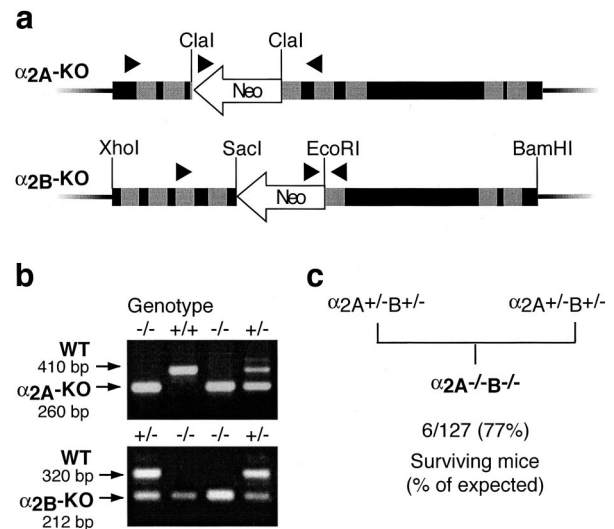 a
ClaI ClaI
α2A-KO
Neo
XhoI SacI EcoRI BamHI
α2B-KO
Neo
b
Genotype
-/- +/+ -/- +/-
WT
410 bp
α2A-KO
260 bp
+/- -/- -/- +/-
WT
320 bp
α2B-KO
212 bp
c
α2A+/-B+/- α2A+/-B+/-
α2A-/-B-/-
6/127 (77%)
Surviving mice
(% of expected)